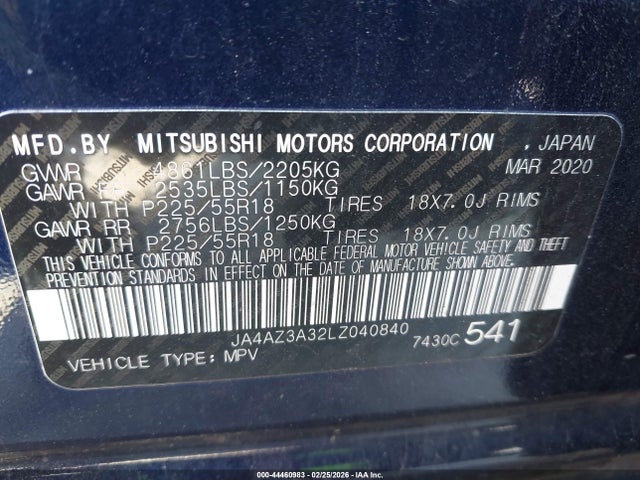 MFD.BY MITSUBISHI MOTORS CORPORATION , JAPAN
GVWR 4861LBS/2205KG MAR 2020
GAWR FR 2535LBS/1150KG
WITH P225/55R18 TIRES 18X7.0J RIMS
GAWR RR 2756LBS/1250KG
WITH P225/55R18 TIRES 18X7.0J RIMS
THIS VEHICLE CONFORMS TO ALL APPLICABLE FEDERAL MOTOR VEHICLE SAFETY AND THEFT
PREVENTION STANDARDS IN EFFECT ON THE DATE OF MANUFACTURE SHOWN ABOVE.
JA4AZ3A32LZ040840 7430C 541
VEHICLE TYPE: MPV
000-44460983 - 02/25/2026 - IAA Inc.